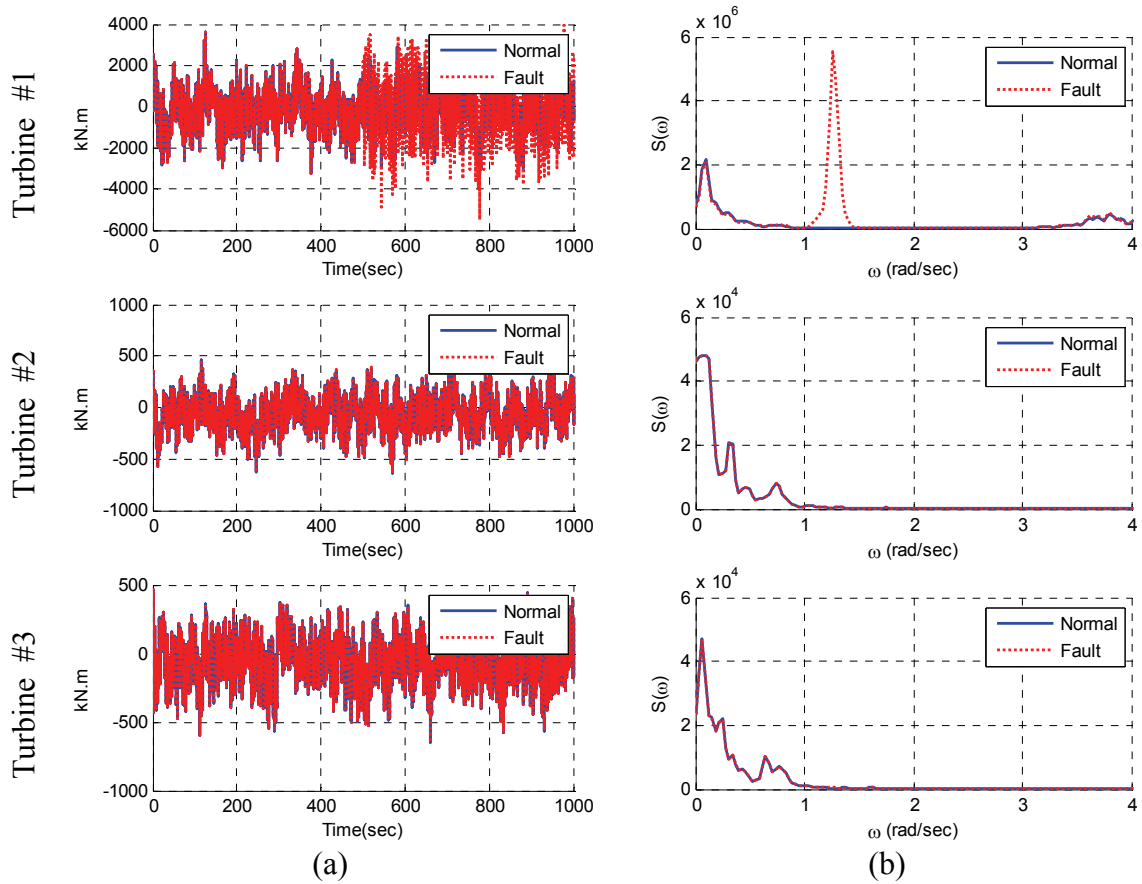 Turbine #1
4000
2000
0
-2000
-4000
-6000
kN.m
0 200 400 600 800 1000
Time(sec)
Normal
Fault
x 10^6
6
4
2
0
S(ω)
0 1 2 3 4
ω (rad/sec)
Normal
Fault
Turbine #2
1000
500
0
-500
-1000
kN.m
0 200 400 600 800 1000
Time(sec)
Normal
Fault
x 10^4
6
4
2
0
S(ω)
0 1 2 3 4
ω (rad/sec)
Normal
Fault
Turbine #3
500
0
-500
-1000
kN.m
0 200 400 600 800 1000
Time(sec)
Normal
Fault
x 10^4
6
4
2
0
S(ω)
0 1 2 3 4
ω (rad/sec)
Normal
Fault
(a)
(b)